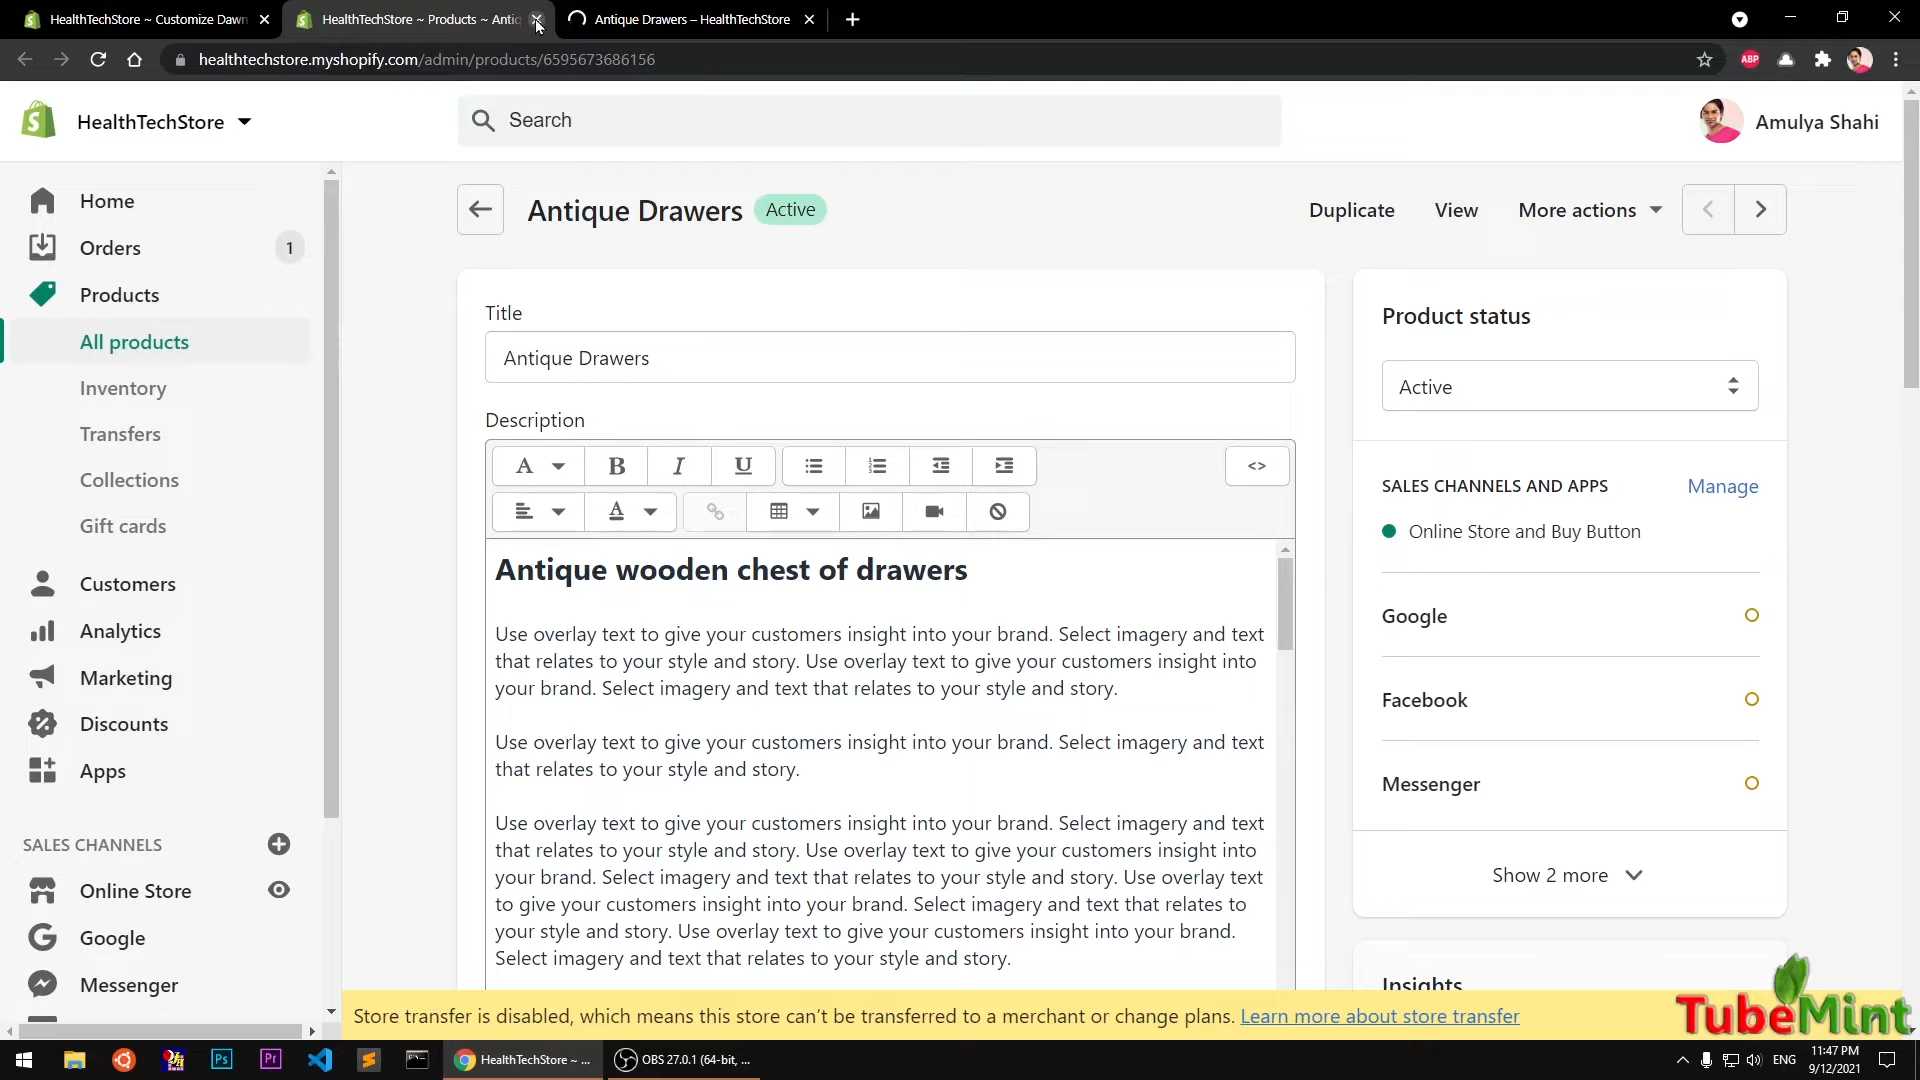 HealthTechStore ~ Customize Dawn
HealthTechStore ~ Products ~ Antiq
Antique Drawers – HealthTechStore
healthtechstore.myshopify.com/admin/products/6595673686156
ABP
HealthTechStore
Search
Amulya Shahi
Home
Orders
1
Products
All products
Inventory
Transfers
Collections
Gift cards
Customers
Analytics
Marketing
Discounts
Apps
SALES CHANNELS
Online Store
Google
Messenger
Antique Drawers
Active
Duplicate
View
More actions
Title
Antique Drawers
Description
A
B
I
U
<>
A
Antique wooden chest of drawers
Use overlay text to give your customers insight into your brand. Select imagery and text
that relates to your style and story. Use overlay text to give your customers insight into
your brand. Select imagery and text that relates to your style and story.
Use overlay text to give your customers insight into your brand. Select imagery and text
that relates to your style and story.
Use overlay text to give your customers insight into your brand. Select imagery and text
that relates to your style and story. Use overlay text to give your customers insight into
your brand. Select imagery and text that relates to your style and story. Use overlay text
to give your customers insight into your brand. Select imagery and text that relates to
your style and story. Use overlay text to give your customers insight into your brand.
Select imagery and text that relates to your style and story.
Product status
Active
SALES CHANNELS AND APPS
Manage
Online Store and Buy Button
Google
Facebook
Messenger
Show 2 more
Insights
Store transfer is disabled, which means this store can't be transferred to a merchant or change plans. Learn more about store transfer
TubeMint
Ps
Pr
HealthTechStore ~ ...
OBS 27.0.1 (64-bit, ...
ENG
11:47 PM
9/12/2021